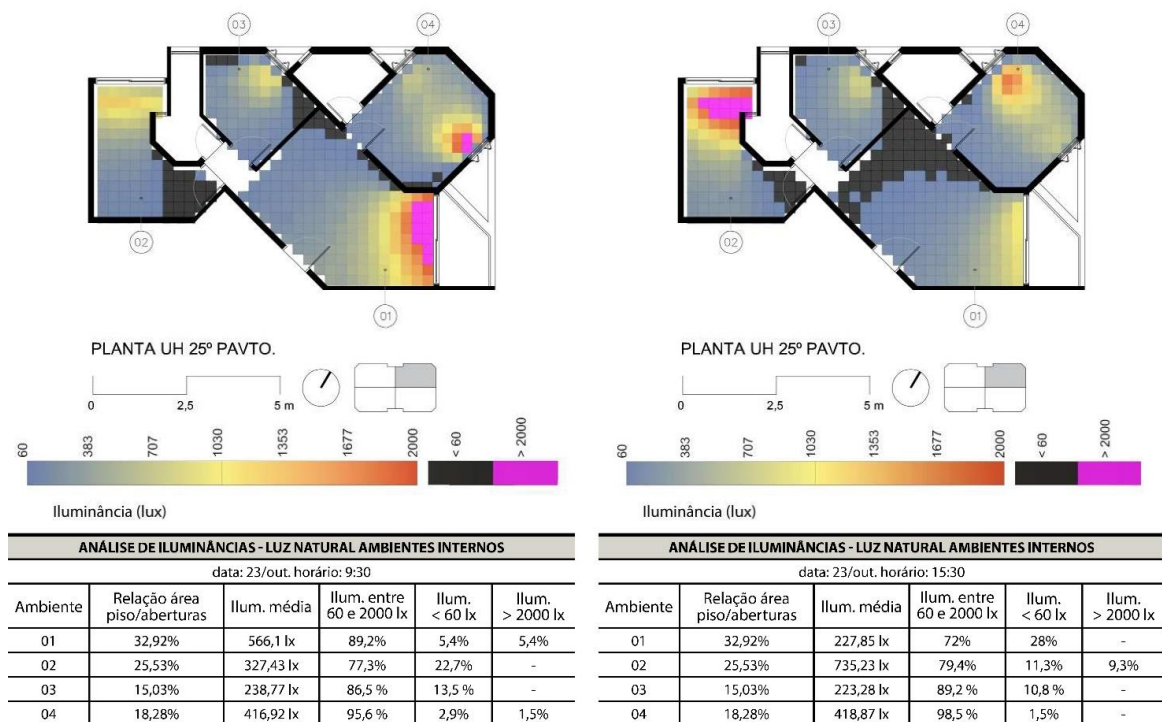 03
04
02
01
PLANTA UH 25º PAVTO.
0
2,5
5 m
60
383
707
1030
1353
1677
2000
< 60
> 2000
Iluminância (lux)
ANÁLISE DE ILUMINÂNCIAS - LUZ NATURAL AMBIENTES INTERNOS
data: 23/out. horário: 9:30
Ambiente Relação área piso/aberturas Ilum. média Ilum. entre 60 e 2000 lx Ilum. < 60 lx Ilum. > 2000 lx
01 32,92% 566,1 lx 89,2% 5,4% 5,4%
02 25,53% 327,43 lx 77,3% 22,7% -
03 15,03% 238,77 lx 86,5 % 13,5 % -
04 18,28% 416,92 lx 95,6 % 2,9% 1,5%
03
04
02
01
PLANTA UH 25º PAVTO.
0
2,5
5 m
60
383
707
1030
1353
1677
2000
< 60
> 2000
Iluminância (lux)
ANÁLISE DE ILUMINÂNCIAS - LUZ NATURAL AMBIENTES INTERNOS
data: 23/out. horário: 15:30
Ambiente Relação área piso/aberturas Ilum. média Ilum. entre 60 e 2000 lx Ilum. < 60 lx Ilum. > 2000 lx
01 32,92% 227,85 lx 72% 28% -
02 25,53% 735,23 lx 79,4% 11,3% 9,3%
03 15,03% 223,28 lx 89,2 % 10,8 % -
04 18,28% 418,87 lx 98,5 % 1,5% -